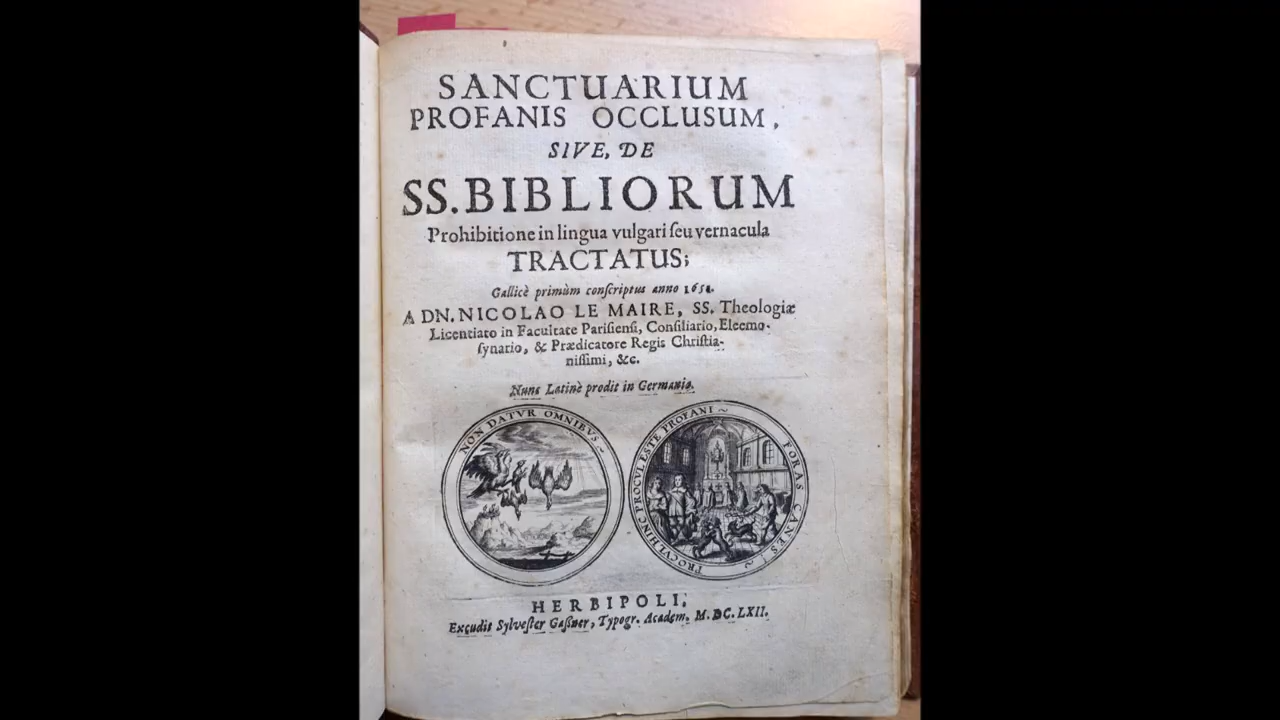 SANCTUARIUM
PROFANIS OCCLUSUM,
SIVE, DE
SS. BIBLIORUM
Prohibitione in lingua vulgari ſeu vernacula
TRACTATUS;
Gallicè primùm conſcriptus anno 1651.
A DN. NICOLAO LE MAIRE, SS. Theologiæ
Licentiato in Facultate Pariſienſi, Conſiliario, Eleemo-
ſynario, & Prædicatore Regis Chriſtia-
niſſimi, &c.
Nunc Latinè prodit in Germania.
NON DATVR OMNIBVS
PROCVL HINC PROCVL ESTE PROFANI
FORAS CANES
HERBIPOLI,
Excudit Sylveſter Gaßner, Typogr. Academ. M. DC. LXII.